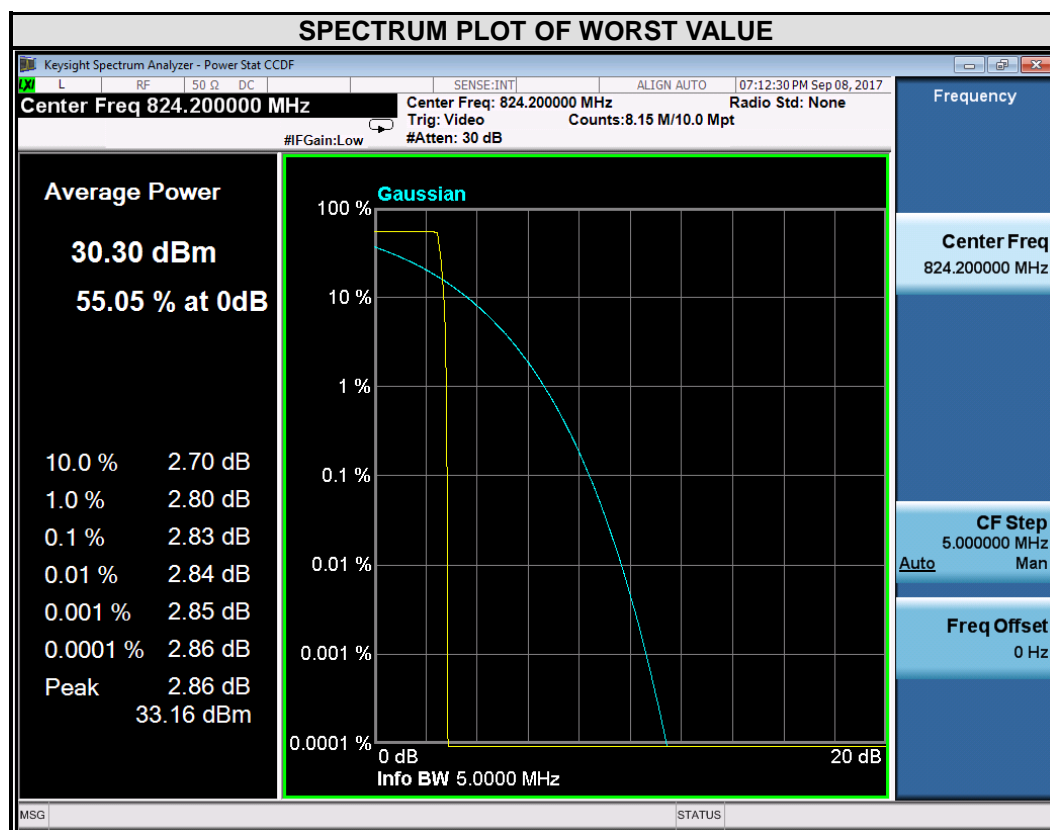 SPECTRUM PLOT OF WORST VALUE
Keysight Spectrum Analyzer - Power Stat CCDF
LXI L RF 50 Ω DC SENSE:INT ALIGN AUTO 07:12:30 PM Sep 08, 2017
Center Freq 824.200000 MHz
#IFGain:Low
Center Freq: 824.200000 MHz
Radio Std: None
Trig: Video
Counts:8.15 M/10.0 Mpt
#Atten: 30 dB
Average Power
30.30 dBm
55.05 % at 0dB
10.0 % 2.70 dB
1.0 % 2.80 dB
0.1 % 2.83 dB
0.01 % 2.84 dB
0.001 % 2.85 dB
0.0001 % 2.86 dB
Peak 2.86 dB
33.16 dBm
Gaussian
100 %
10 %
1 %
0.1 %
0.01 %
0.001 %
0.0001 %
0 dB
20 dB
Info BW 5.0000 MHz
Frequency
Center Freq
824.200000 MHz
CF Step
5.000000 MHz
Auto Man
Freq Offset
0 Hz
MSG
STATUS